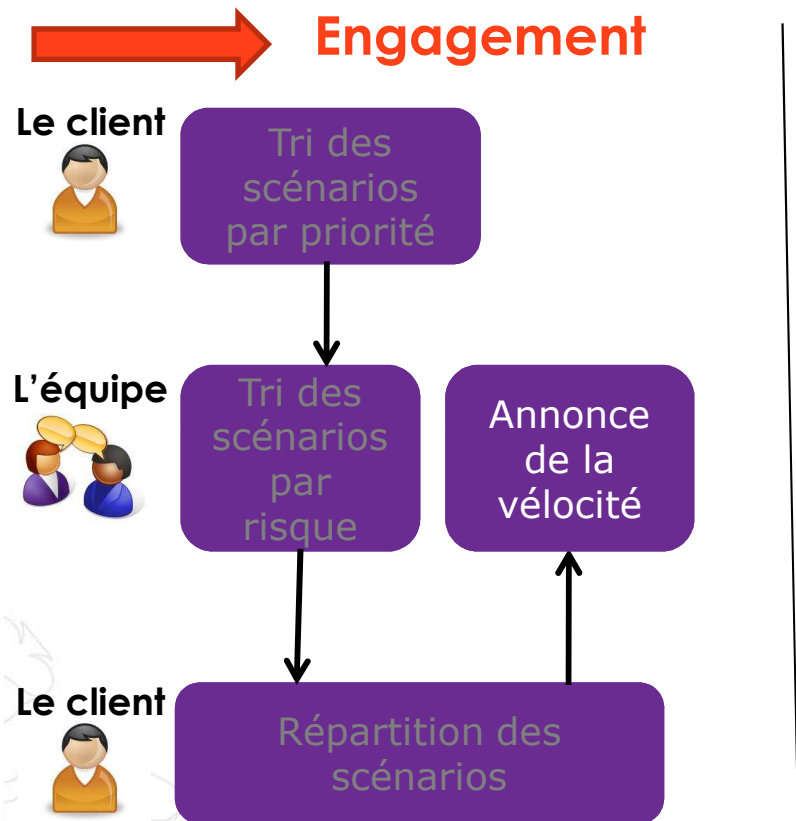 Engagement
Le client
Tri des
scénarios
par priorité
L'équipe
Tri des
scénarios
par
risque
Annonce
de la
vélocité
Le client
Répartition des
scénarios